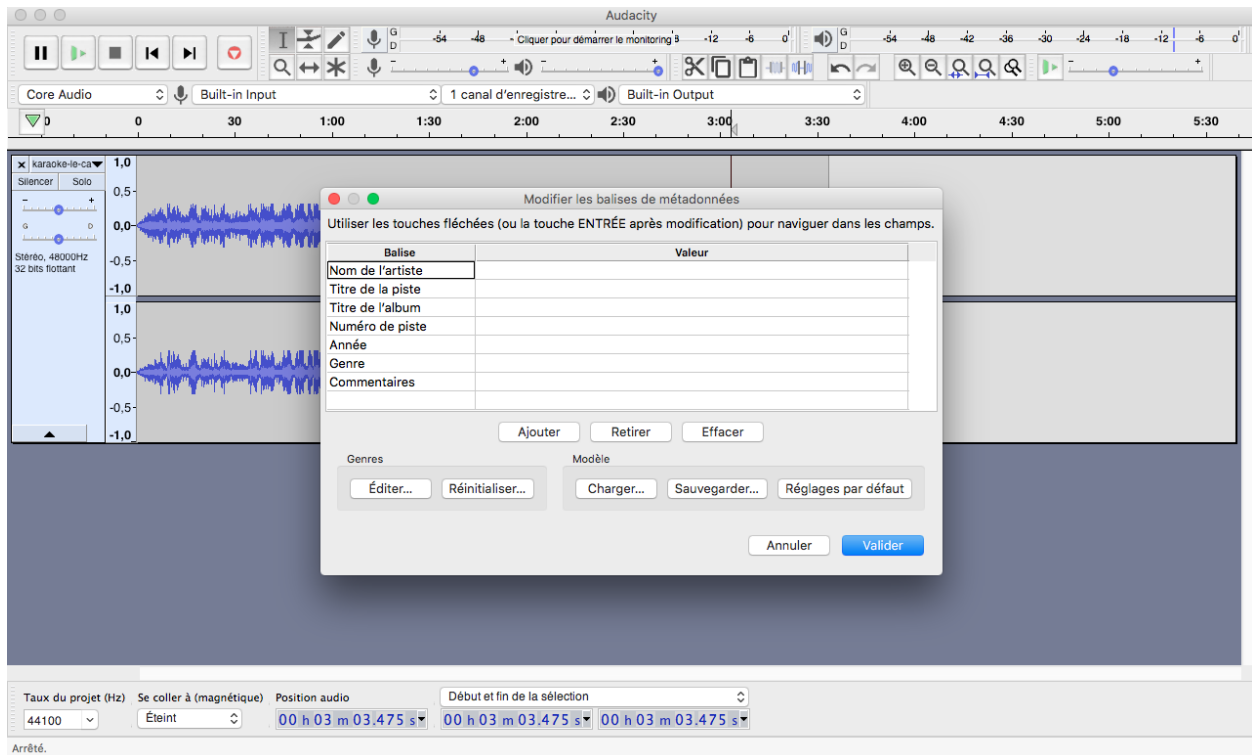 Audacity
G
D
-54 -48 - Cliquer pour démarrer le monitoring 8 -12 -6 0
G
D
-54 -48 -42 -36 -30 -24 -18 -12 -6 0
- +
- +
- +
Core Audio
Built-in Input
1 canal d'enregistre...
Built-in Output
0 30 1:00 1:30 2:00 2:30 3:00 3:30 4:00 4:30 5:00 5:30
x karaoke-le-ca
Silencer Solo
- +
G D
Stéréo, 48000Hz
32 bits flottant
1,0
0,5-
0,0-
-0,5-
-1,0
1,0
0,5-
0,0-
-0,5-
-1,0
Modifier les balises de métadonnées
Utiliser les touches fléchées (ou la touche ENTRÉE après modification) pour naviguer dans les champs.
Balise Valeur
Nom de l'artiste
Titre de la piste
Titre de l'album
Numéro de piste
Année
Genre
Commentaires
Ajouter Retirer Effacer
Genres Modèle
Éditer... Réinitialiser... Charger... Sauvegarder... Réglages par défaut
Annuler Valider
Taux du projet (Hz) Se coller à (magnétique) Position audio Début et fin de la sélection
44100 Éteint 00 h 03 m 03.475 s 00 h 03 m 03.475 s 00 h 03 m 03.475 s
Arrêté.